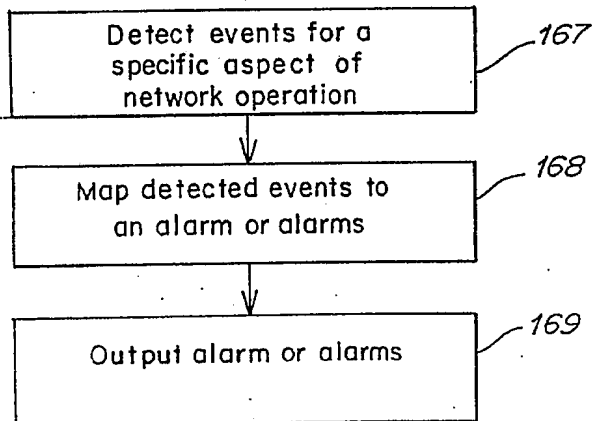 Detect events for a
specific aspect of
network operation
167
Map detected events to
an alarm or alarms
168
Output alarm or alarms
169